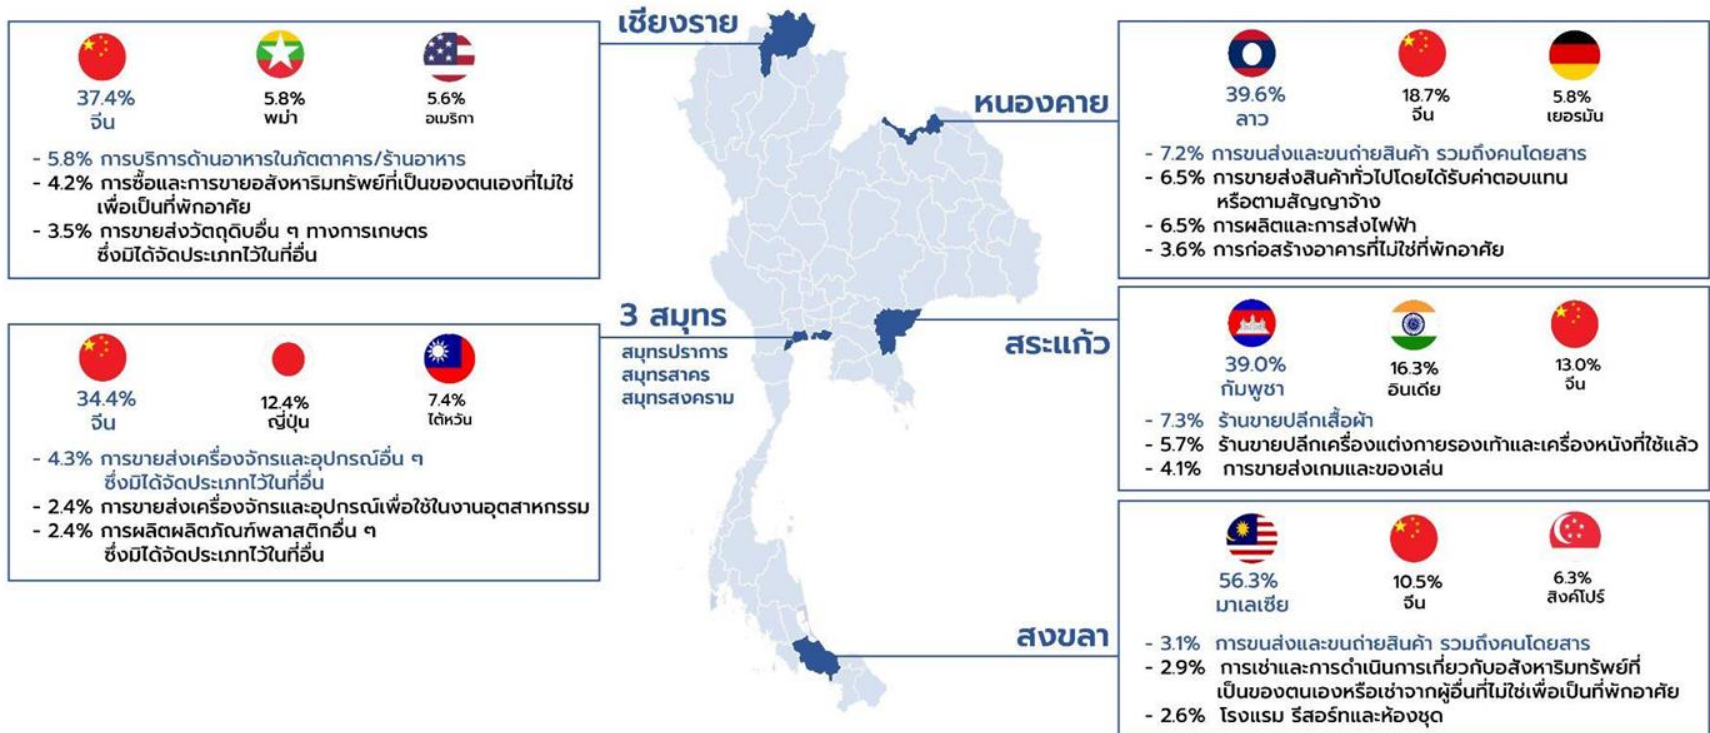 เชียงราย
37.4%
จีน
5.8%
พม่า
5.6%
อเมริกา
- 5.8% การบริการด้านอาหารในภัตตาคาร/ร้านอาหาร
- 4.2% การซื้อและการขายอสังหาริมทรัพย์ที่เป็นของตนเองที่ไม่ใช่
เพื่อเป็นที่พักอาศัย
- 3.5% การขายส่งวัตถุดิบอื่น ๆ ทางการเกษตร
ซึ่งมิได้จัดประเภทไว้ในที่อื่น
หนองคาย
39.6%
ลาว
18.7%
จีน
5.8%
เยอรมัน
- 7.2% การขนส่งและขนถ่ายสินค้า รวมถึงคนโดยสาร
- 6.5% การขายส่งสินค้าทั่วไปโดยได้รับค่าตอบแทน
หรือตามสัญญาจ้าง
- 6.5% การผลิตและการส่งไฟฟ้า
- 3.6% การก่อสร้างอาคารที่ไม่ใช่ที่พักอาศัย
3 สมุทร
สมุทรปราการ
สมุทรสาคร
สมุทรสงคราม
34.4%
จีน
12.4%
ญี่ปุ่น
7.4%
ไต้หวัน
- 4.3% การขายส่งเครื่องจักรและอุปกรณ์อื่น ๆ
ซึ่งมิได้จัดประเภทไว้ในที่อื่น
- 2.4% การขายส่งเครื่องจักรและอุปกรณ์เพื่อใช้ในงานอุตสาหกรรม
- 2.4% การผลิตผลิตภัณฑ์พลาสติกอื่น ๆ
ซึ่งมิได้จัดประเภทไว้ในที่อื่น
สระแก้ว
39.0%
กัมพูชา
16.3%
อินเดีย
13.0%
จีน
- 7.3% ร้านขายปลีกเสื้อผ้า
- 5.7% ร้านขายปลีกเครื่องแต่งกายรองเท้าและเครื่องหนังที่ใช้แล้ว
- 4.1% การขายส่งเกมและของเล่น
สงขลา
56.3%
มาเลเซีย
10.5%
จีน
6.3%
สิงค์โปร์
- 3.1% การขนส่งและขนถ่ายสินค้า รวมถึงคนโดยสาร
- 2.9% การเช่าและการดำเนินการเกี่ยวกับอสังหาริมทรัพย์ที่
เป็นของตนเองหรือเช่าจากผู้อื่นที่ไม่ใช่เพื่อเป็นที่พักอาศัย
- 2.6% โรงแรม รีสอร์ทและห้องชุด